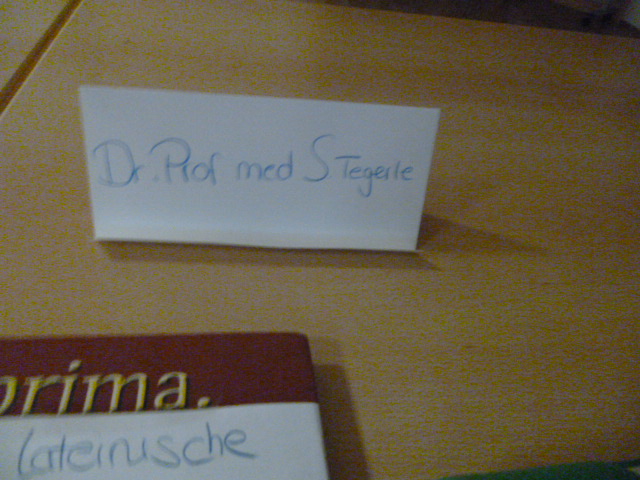 Dr. Prof med S Tegerle
prima.
lateinische